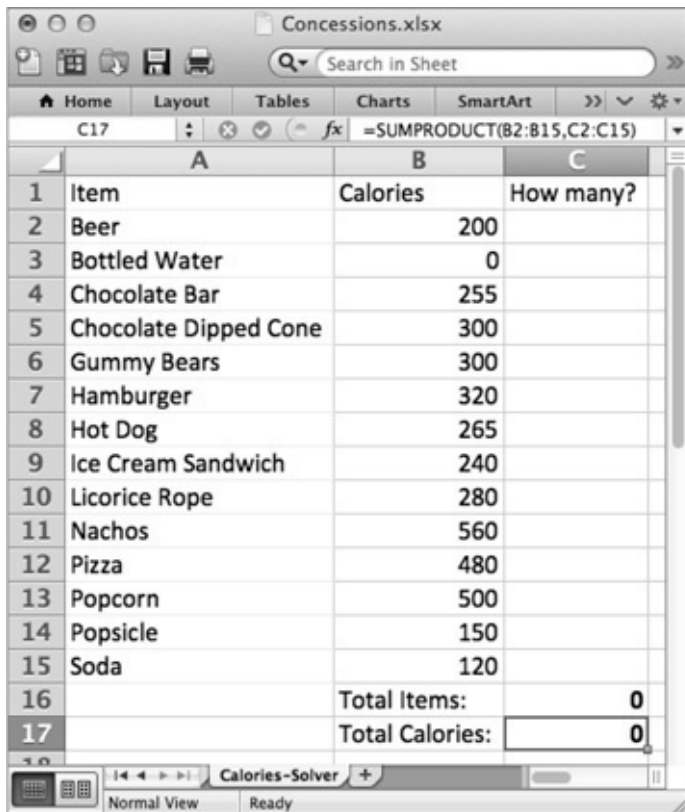 Concessions.xlsx
Search in Sheet
Home Layout Tables Charts SmartArt
C17 fx =SUMPRODUCT(B2:B15,C2:C15)
A B C
1 Item Calories How many?
2 Beer 200
3 Bottled Water 0
4 Chocolate Bar 255
5 Chocolate Dipped Cone 300
6 Gummy Bears 300
7 Hamburger 320
8 Hot Dog 265
9 Ice Cream Sandwich 240
10 Licorice Rope 280
11 Nachos 560
12 Pizza 480
13 Popcorn 500
14 Popsicle 150
15 Soda 120
16 Total Items: 0
17 Total Calories: 0
Calories-Solver
Normal View Ready